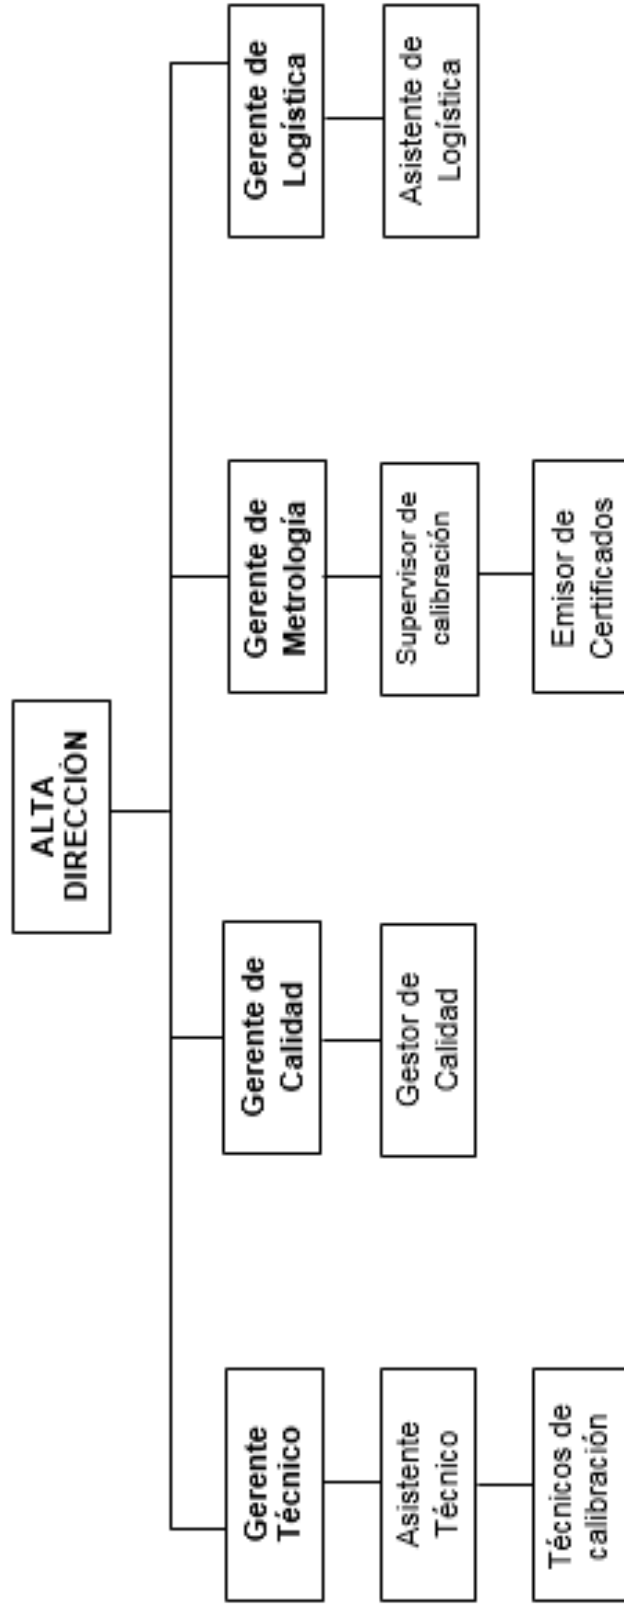 ALTA
DIRECCIÓN
Gerente
Técnico
Gerente de
Calidad
Gerente de
Metrología
Gerente de
Logística
Asistente
Técnico
Gestor de
Calidad
Supervisor de
calibración
Asistente de
Logística
Técnicos de
calibración
Emisor de
Certificados